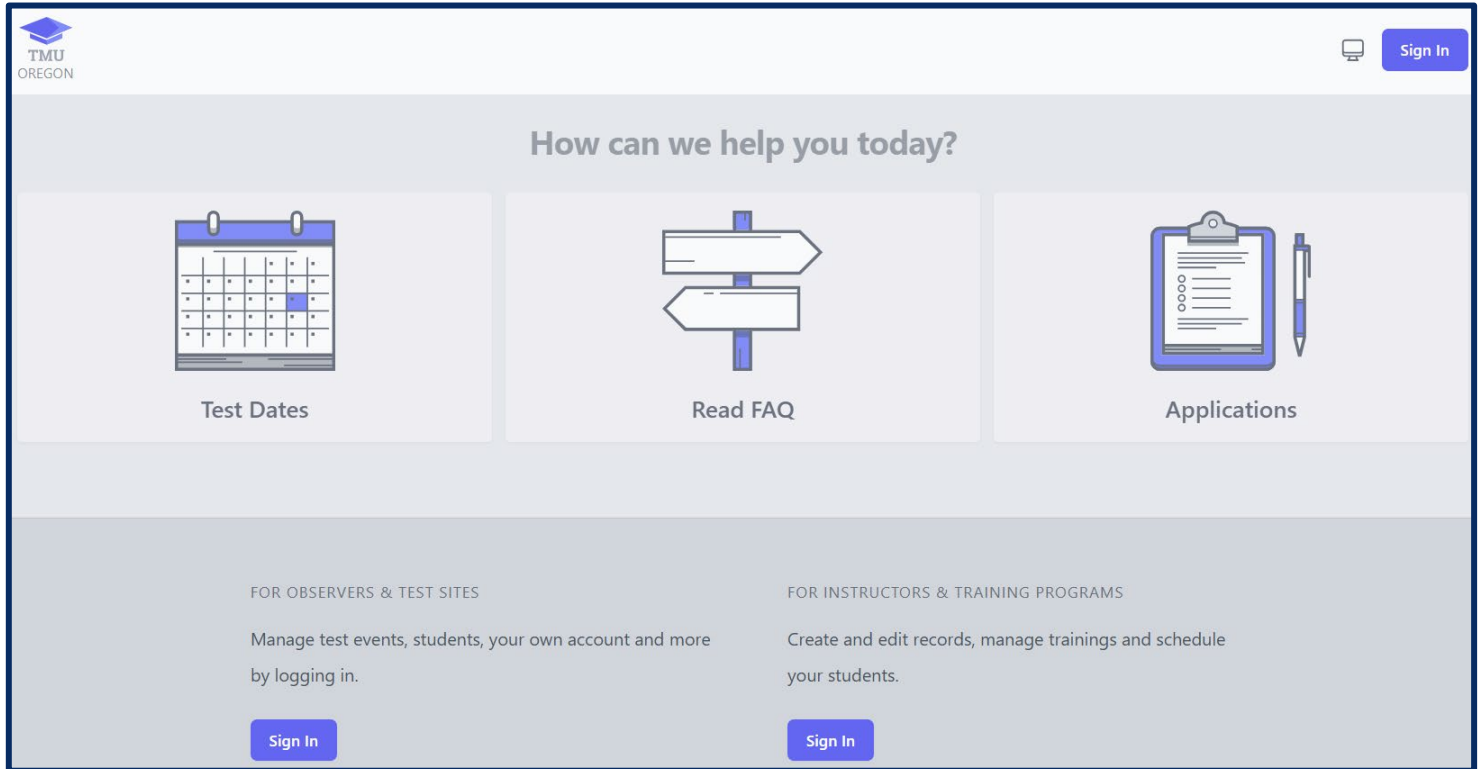 TMU
OREGON
Sign In
How can we help you today?
Test Dates
Read FAQ
Applications
FOR OBSERVERS & TEST SITES
Manage test events, students, your own account and more
by logging in.
Sign In
FOR INSTRUCTORS & TRAINING PROGRAMS
Create and edit records, manage trainings and schedule
your students.
Sign In